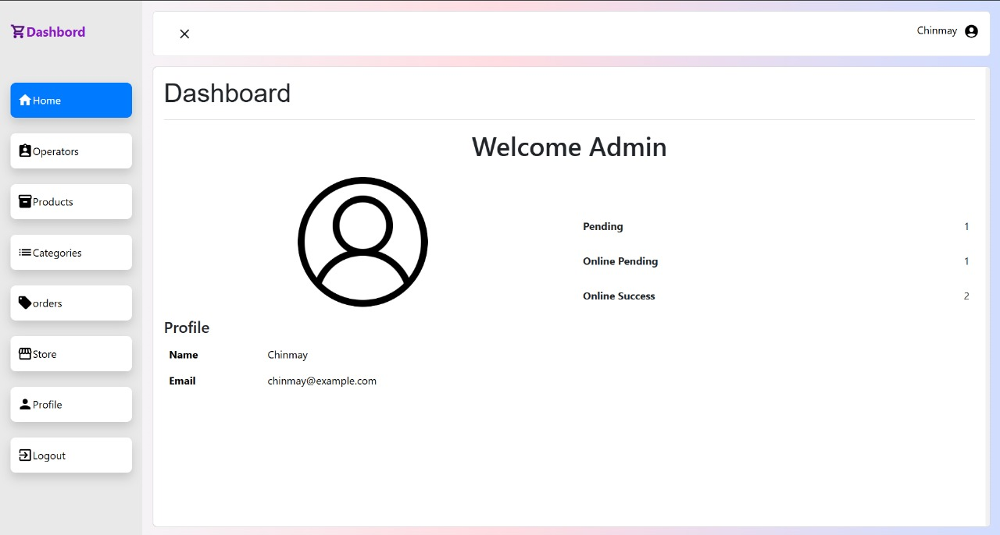 Dashbord
Chinmay
Home
Operators
Products
Categories
orders
Store
Profile
Logout
Dashboard
Welcome Admin
Pending 1
Online Pending 1
Online Success 2
Profile
Name Chinmay
Email chinmay@example.com